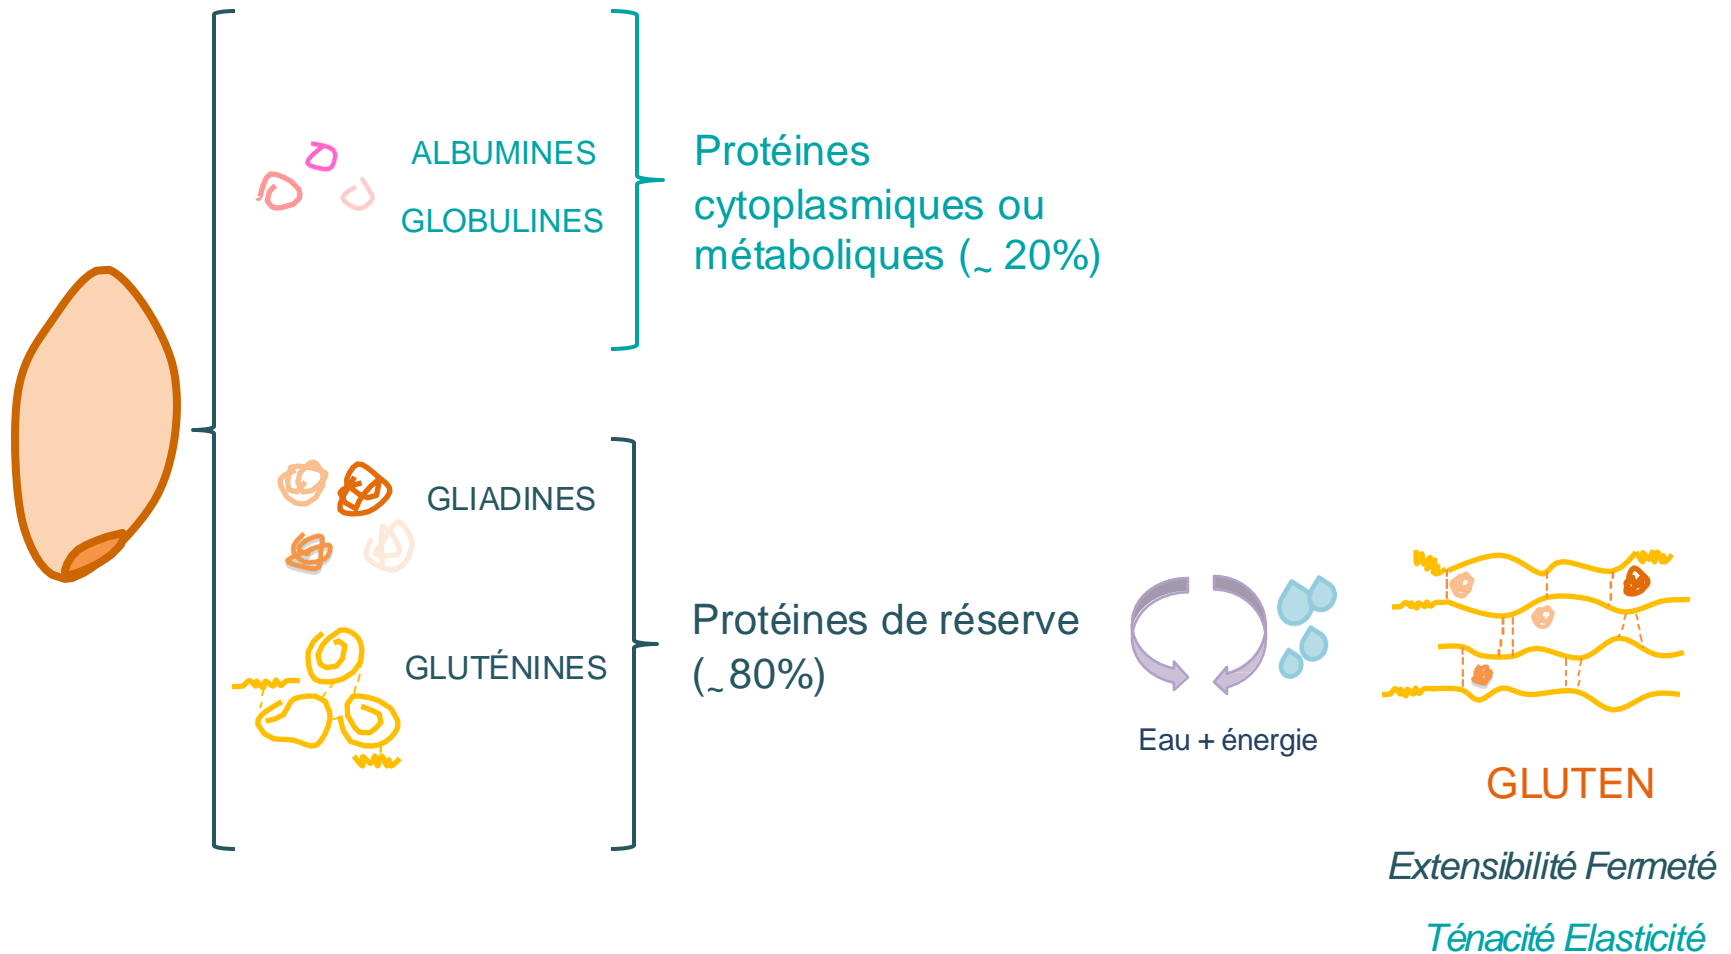 ALBUMINES
GLOBULINES
Protéines
cytoplasmiques ou
métaboliques (~ 20%)
GLIADINES
GLUTÉNINES
Protéines de réserve
(~80%)
Eau + énergie
GLUTEN
Extensibilité Fermeté
Ténacité Elasticité